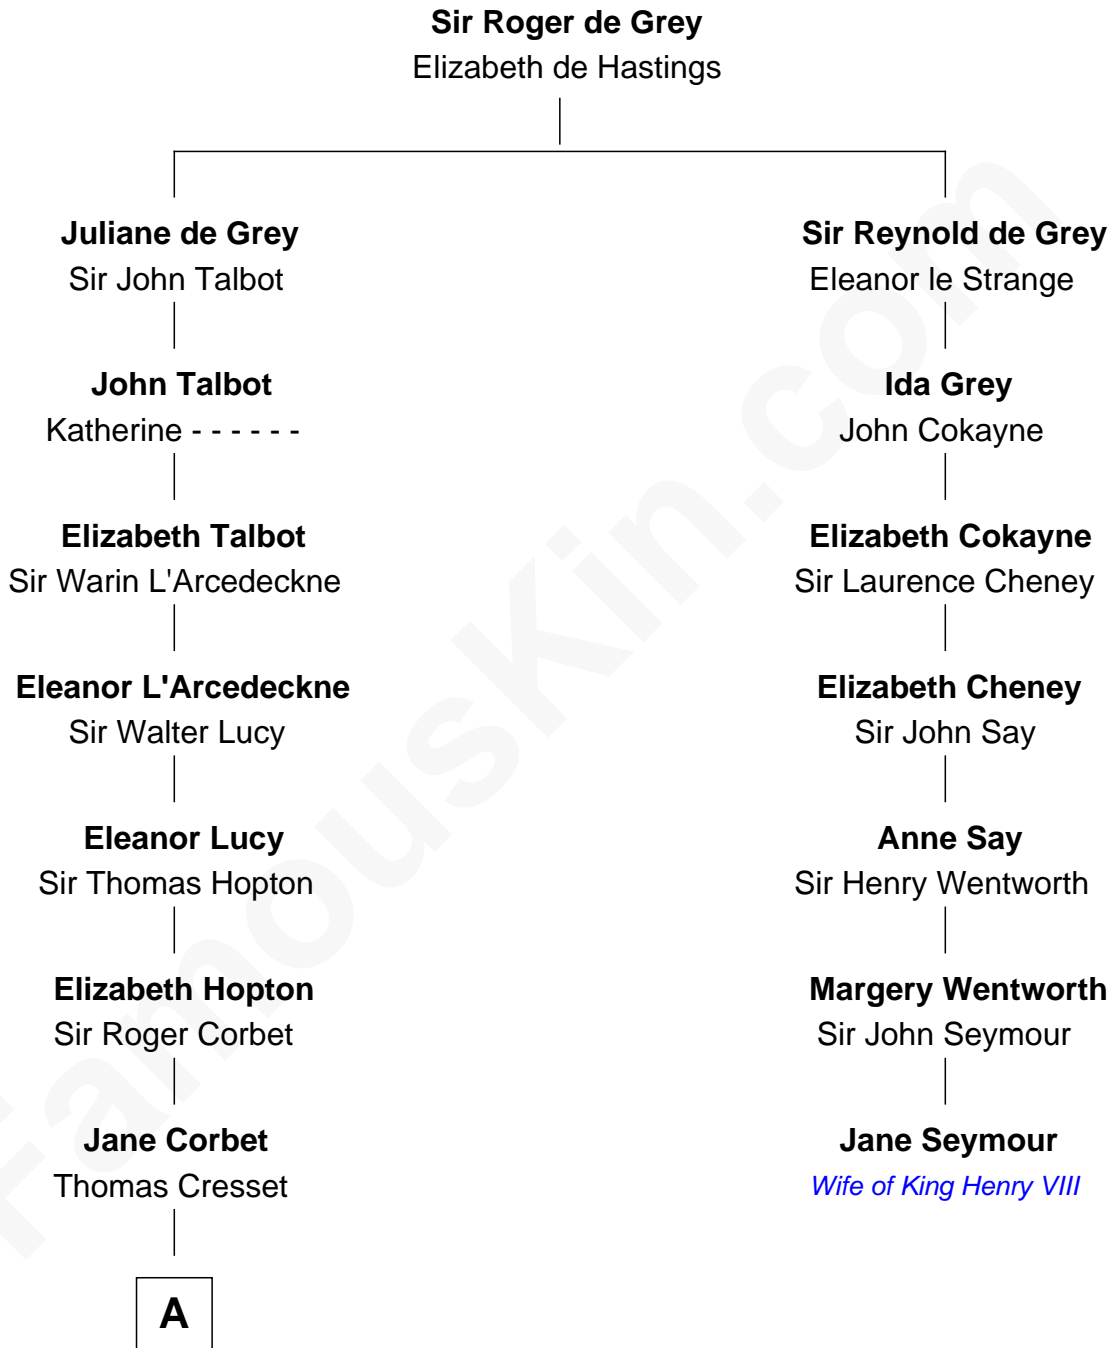 Sir Roger de Grey
Elizabeth de Hastings
Juliane de Grey
Sir John Talbot
John Talbot
Katherine - - - - - -
Elizabeth Talbot
Sir Warin L'Arcedeckne
Eleanor L'Arcedeckne
Sir Walter Lucy
Eleanor Lucy
Sir Thomas Hopton
Elizabeth Hopton
Sir Roger Corbet
Jane Corbet
Thomas Cresset
A
Sir Reynold de Grey
Eleanor le Strange
Ida Grey
John Cokayne
Elizabeth Cokayne
Sir Laurence Cheney
Elizabeth Cheney
Sir John Say
Anne Say
Sir Henry Wentworth
Margery Wentworth
Sir John Seymour
Jane Seymour
Wife of King Henry VIII
FamousKin.com